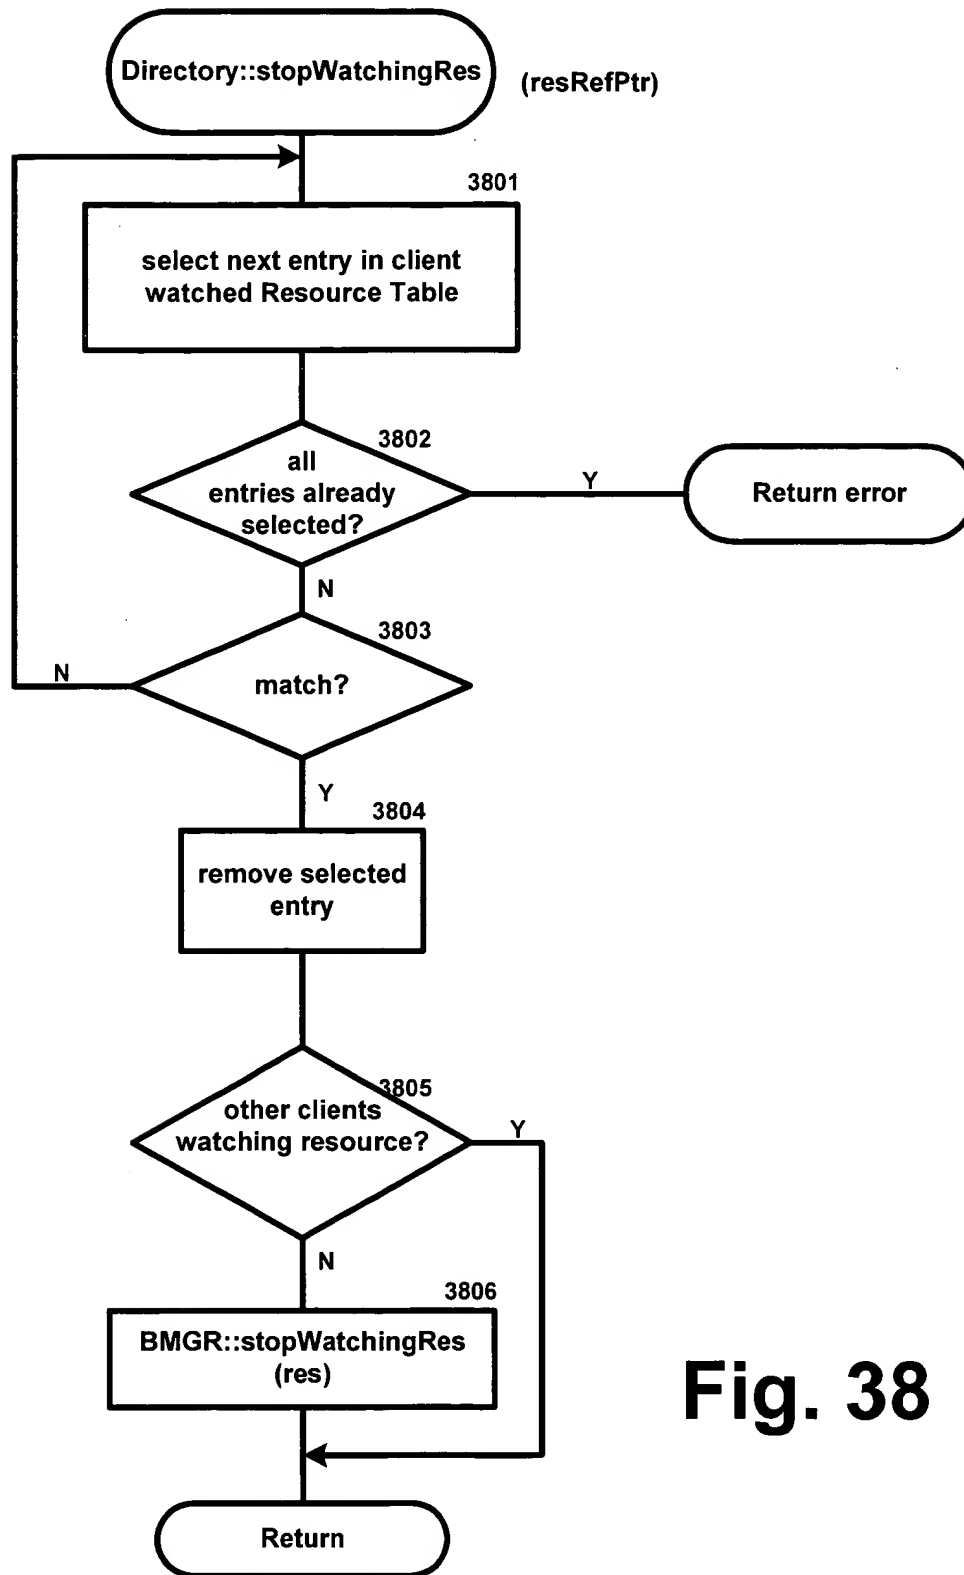 Directory::stopWatchingRes
(resRefPtr)
3801
select next entry in client
watched Resource Table
3802
all
entries already
selected?
Y
Return error
N
3803
match?
N
Y
3804
remove selected
entry
3805
other clients
watching resource?
Y
N
3806
BMGR::stopWatchingRes
(res)
Fig. 38
Return